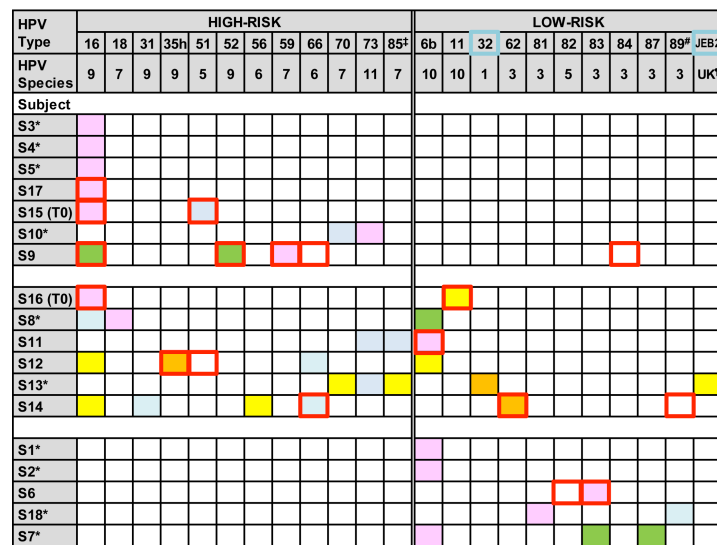 HPV Type HIGH-RISK LOW-RISK
16 18 31 35h 51 52 56 59 66 70 73 85‡ 6b 11 32 62 81 82 83 84 87 89# JEB2
HPV Species 9 7 9 9 5 9 6 7 6 7 11 7 10 10 1 3 3 5 3 3 3 3 UK
Subject
S3*
S4*
S5*
S17
S15 (T0)
S10*
S9
S16 (T0)
S8*
S11
S12
S13*
S14
S1*
S2*
S6
S18*
S7*